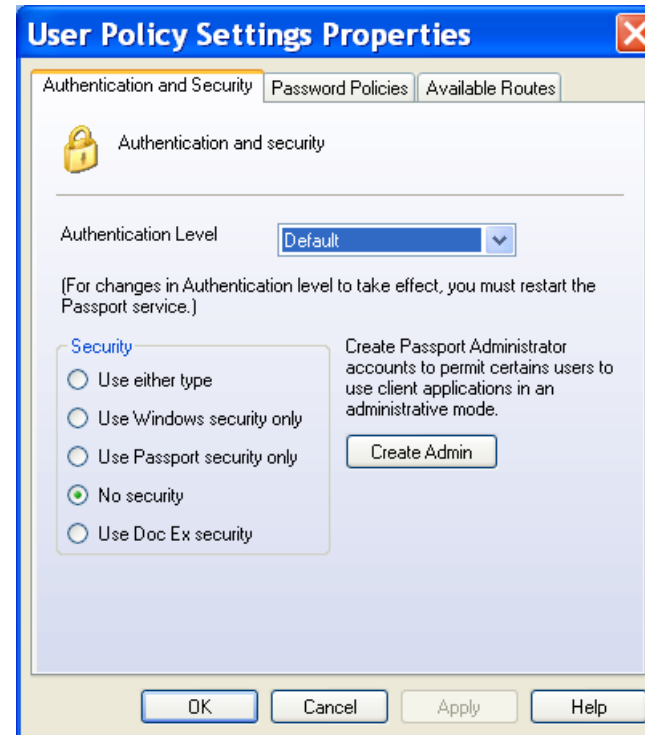 User Policy Settings Properties
Authentication and Security
Password Policies
Available Routes
Authentication and security
Authentication Level
Default
(For changes in Authentication level to take effect, you must restart the
Passport service.)
Security
Use either type
Use Windows security only
Use Passport security only
No security
Use Doc Ex security
Create Passport Administrator
accounts to permit certains users to
use client applications in an
administrative mode.
Create Admin
OK
Cancel
Apply
Help